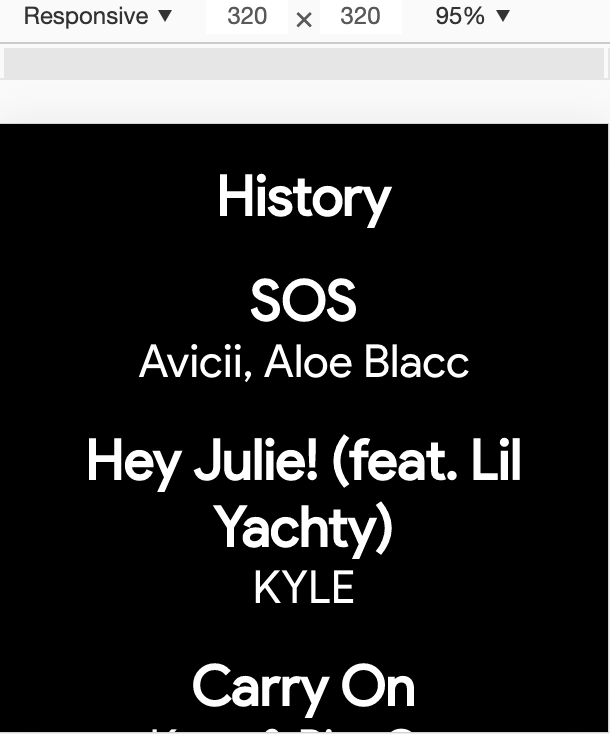 Responsive ▼ 320 × 320 95% ▼
History
SOS
Avicii, Aloe Blacc
Hey Julie! (feat. Lil
Yachty)
KYLE
Carry On